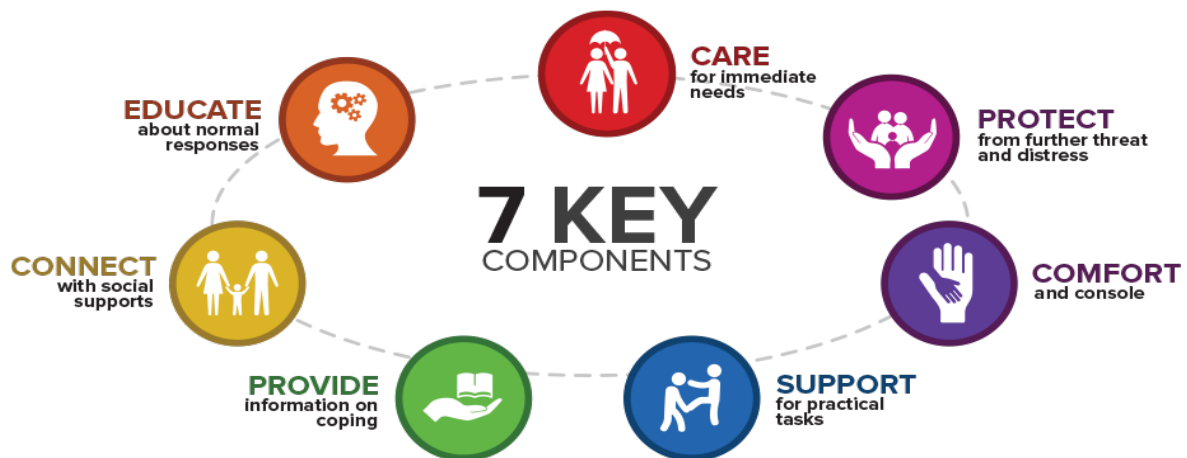 7 KEY
COMPONENTS
CARE
for immediate
needs
PROTECT
from further threat
and distress
COMFORT
and console
SUPPORT
for practical
tasks
PROVIDE
information on
coping
CONNECT
with social
supports
EDUCATE
about normal
responses